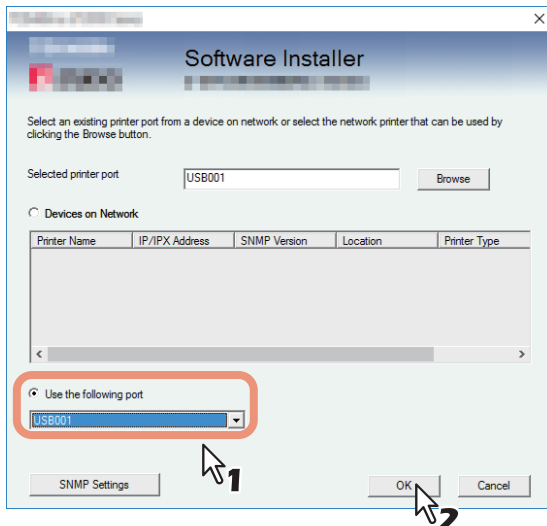 Software Installer
Select an existing printer port from a device on network or select the network printer that can be used by
clicking the Browse button.
Selected printer port USB001 Browse
Devices on Network
Printer Name IP/IPX Address SNMP Version Location Printer Type
Use the following port
USB001
1
SNMP Settings OK Cancel
2